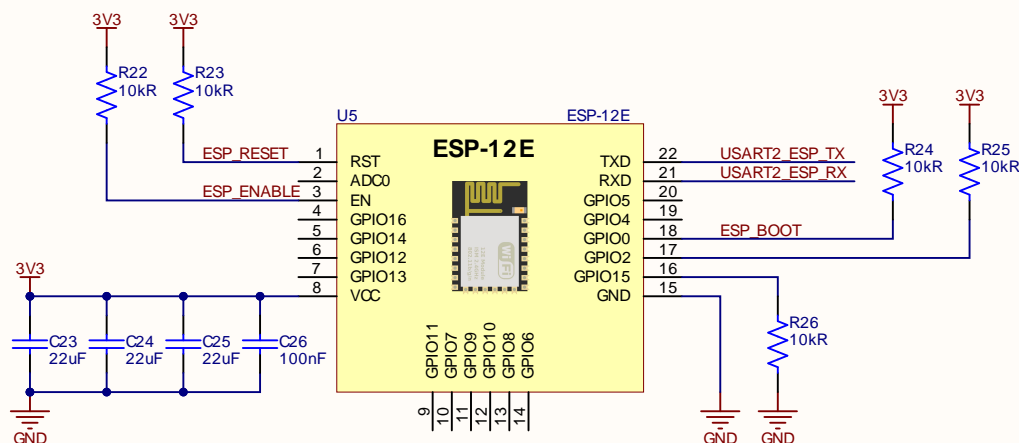 3V3
3V3
R22
10kR
R23
10kR
U5
ESP-12E
3V3
3V3
R24
10kR
R25
10kR
ESP-12E
ESP_RESET
1
RST
TXD
22
USART2_ESP_TX
2
ADC0
RXD
21
USART2_ESP_RX
ESP_ENABLE
3
EN
GPIO5
20
4
GPIO16
GPIO4
19
5
GPIO14
GPIO0
18
ESP_BOOT
6
GPIO12
GPIO2
17
7
GPIO13
GPIO15
16
8
VCC
GND
15
WiFi
3V3
C23
22uF
C24
22uF
C25
22uF
C26
100nF
R26
10kR
GPIO11
GPIO7
GPIO9
GPIO10
GPIO8
GPIO6
9
10
11
12
13
14
GND
GND
GND